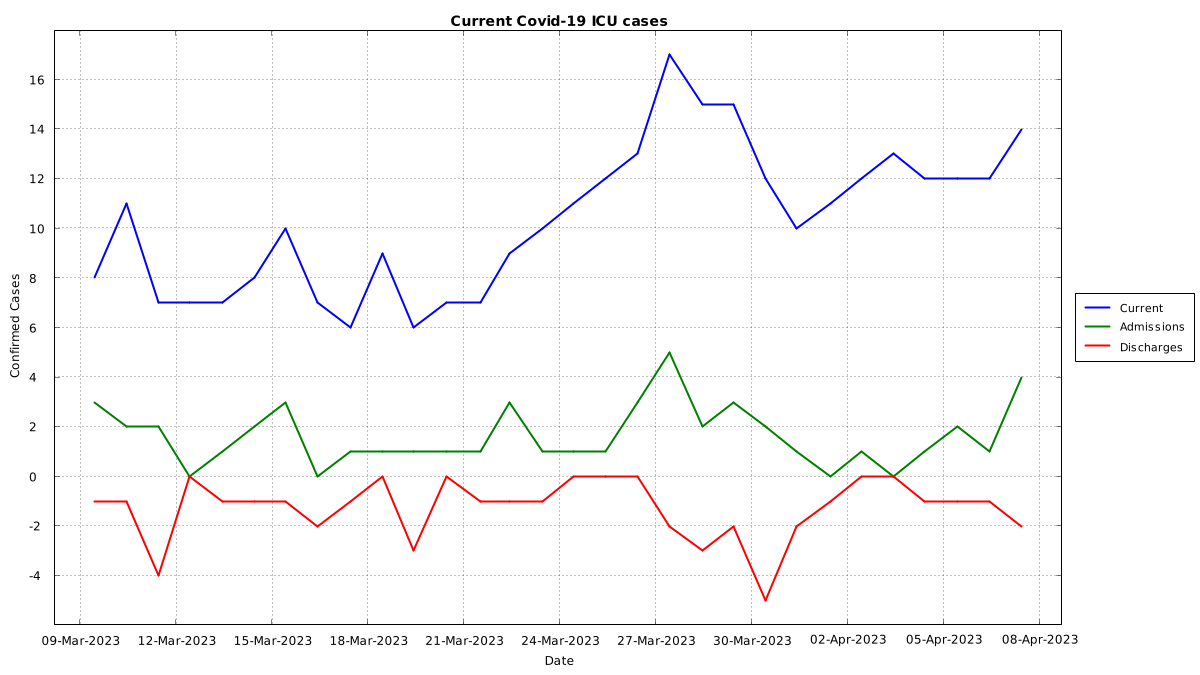 Current Covid-19 ICU cases
Confirmed Cases
16
14
12
10
8
6
4
2
0
-2
-4
09-Mar-2023 12-Mar-2023 15-Mar-2023 18-Mar-2023 21-Mar-2023 24-Mar-2023 27-Mar-2023 30-Mar-2023 02-Apr-2023 05-Apr-2023 08-Apr-2023
Date
Current
Admissions
Discharges